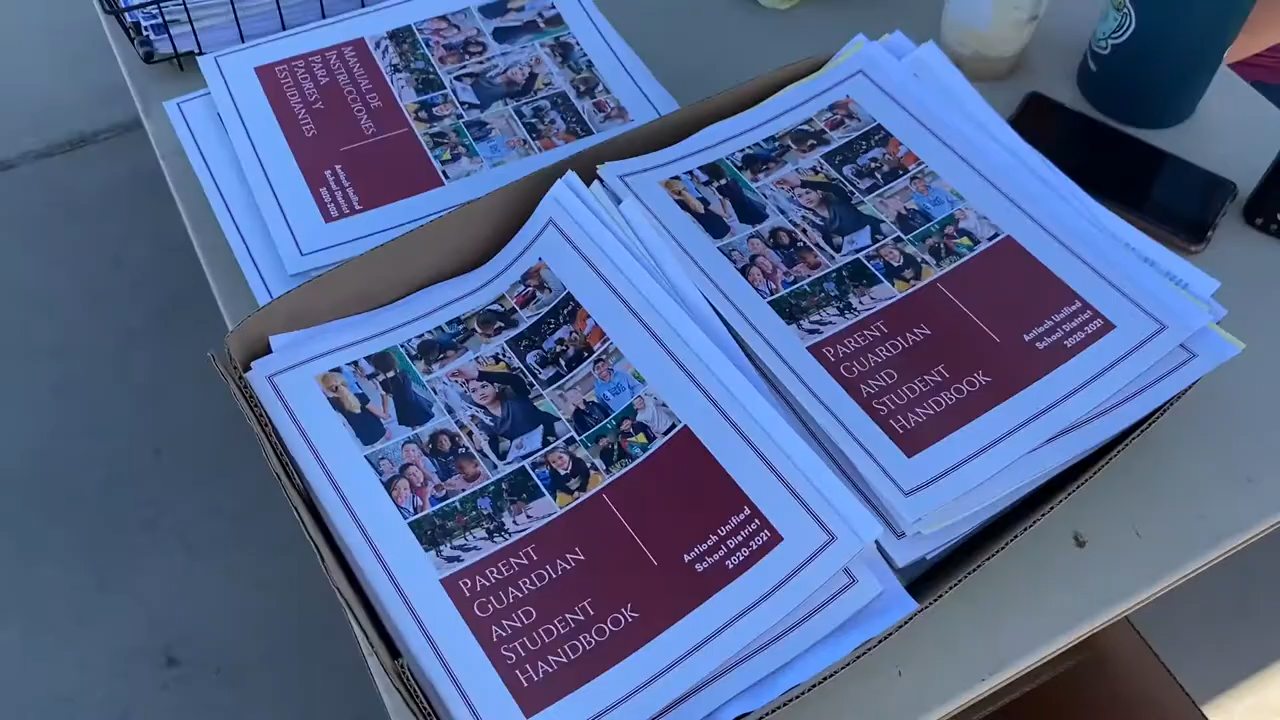 MANUAL DE
INSTRUCCIONES
PARA
PADRES Y
ESTUDIANTES
Antioch Unified
School District
2020-2021
PARENT
GUARDIAN
AND
STUDENT
HANDBOOK
Antioch Unified
School District
2020-2021
PARENT
GUARDIAN
AND
STUDENT
HANDBOOK
Antioch Unified
School District
2020-2021